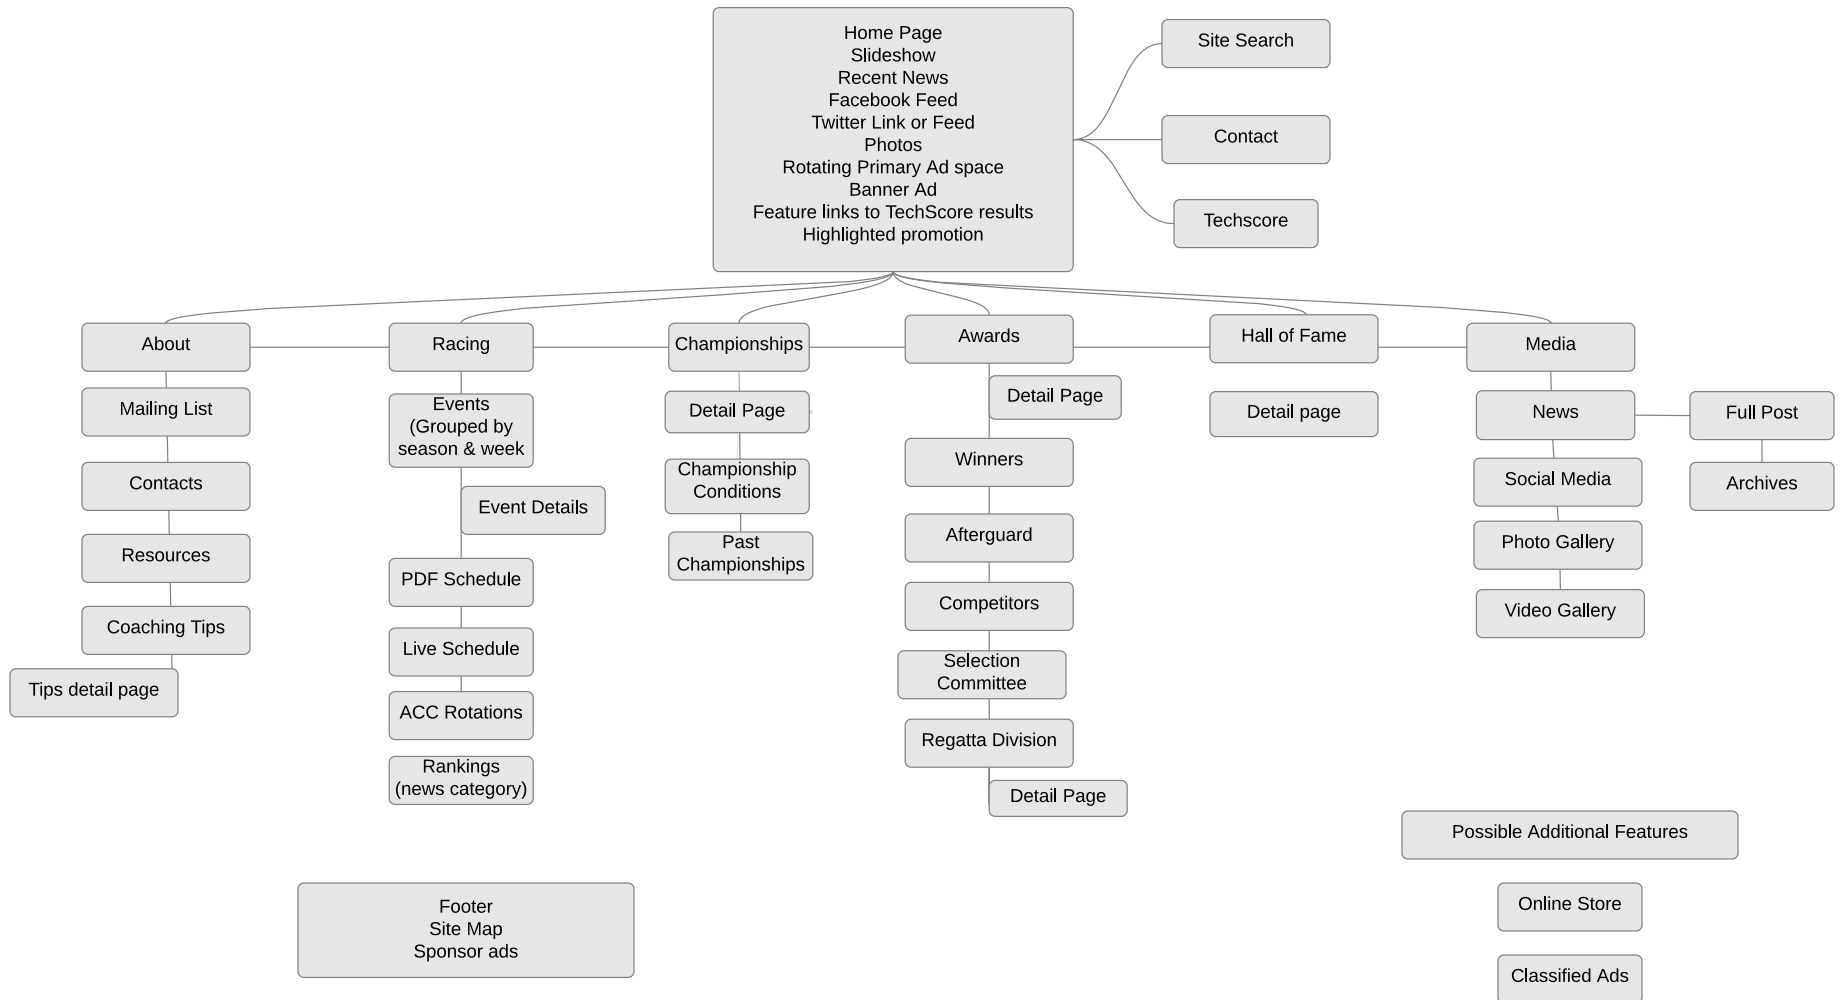 Home Page
Slideshow
Recent News
Facebook Feed
Twitter Link or Feed
Photos
Rotating Primary Ad space
Banner Ad
Feature links to TechScore results
Highlighted promotion
Site Search
Contact
Techscore
About
Mailing List
Contacts
Resources
Coaching Tips
Tips detail page
Racing
Events
(Grouped by
season & week
Event Details
PDF Schedule
Live Schedule
ACC Rotations
Rankings
(news category)
Championships
Detail Page
Championship
Conditions
Past
Championships
Awards
Detail Page
Winners
Afterguard
Competitors
Selection
Committee
Regatta Division
Detail Page
Hall of Fame
Detail page
Media
News
Full Post
Archives
Social Media
Photo Gallery
Video Gallery
Footer
Site Map
Sponsor ads
Possible Additional Features
Online Store
Classified Ads